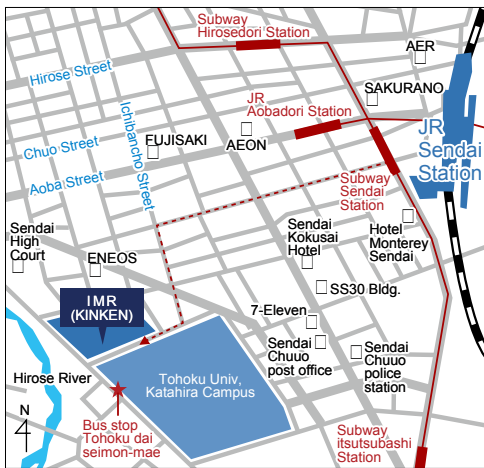 Subway
Hirosedori Station
AER
Hirose Street
SAKURANO
JR
Aobadori Station
JR
Sendai
Station
Ichibancho Street
Chuo Street
FUJISAKI
AEON
Aoba Street
Subway
Sendai
Station
Sendai
High
Court
ENEOS
Sendai
Kokusai
Hotel
Hotel
Monterey
Sendai
SS30 Bldg.
IMR
(KINKEN)
7-Eleven
Sendai
Chuuo
post office
Sendai
Chuuo
police
station
Hirose River
Tohoku Univ,
Katahira Campus
N
4
Bus stop
Tohoku dai
seimon-mae
Subway
itsutsubashi
Station